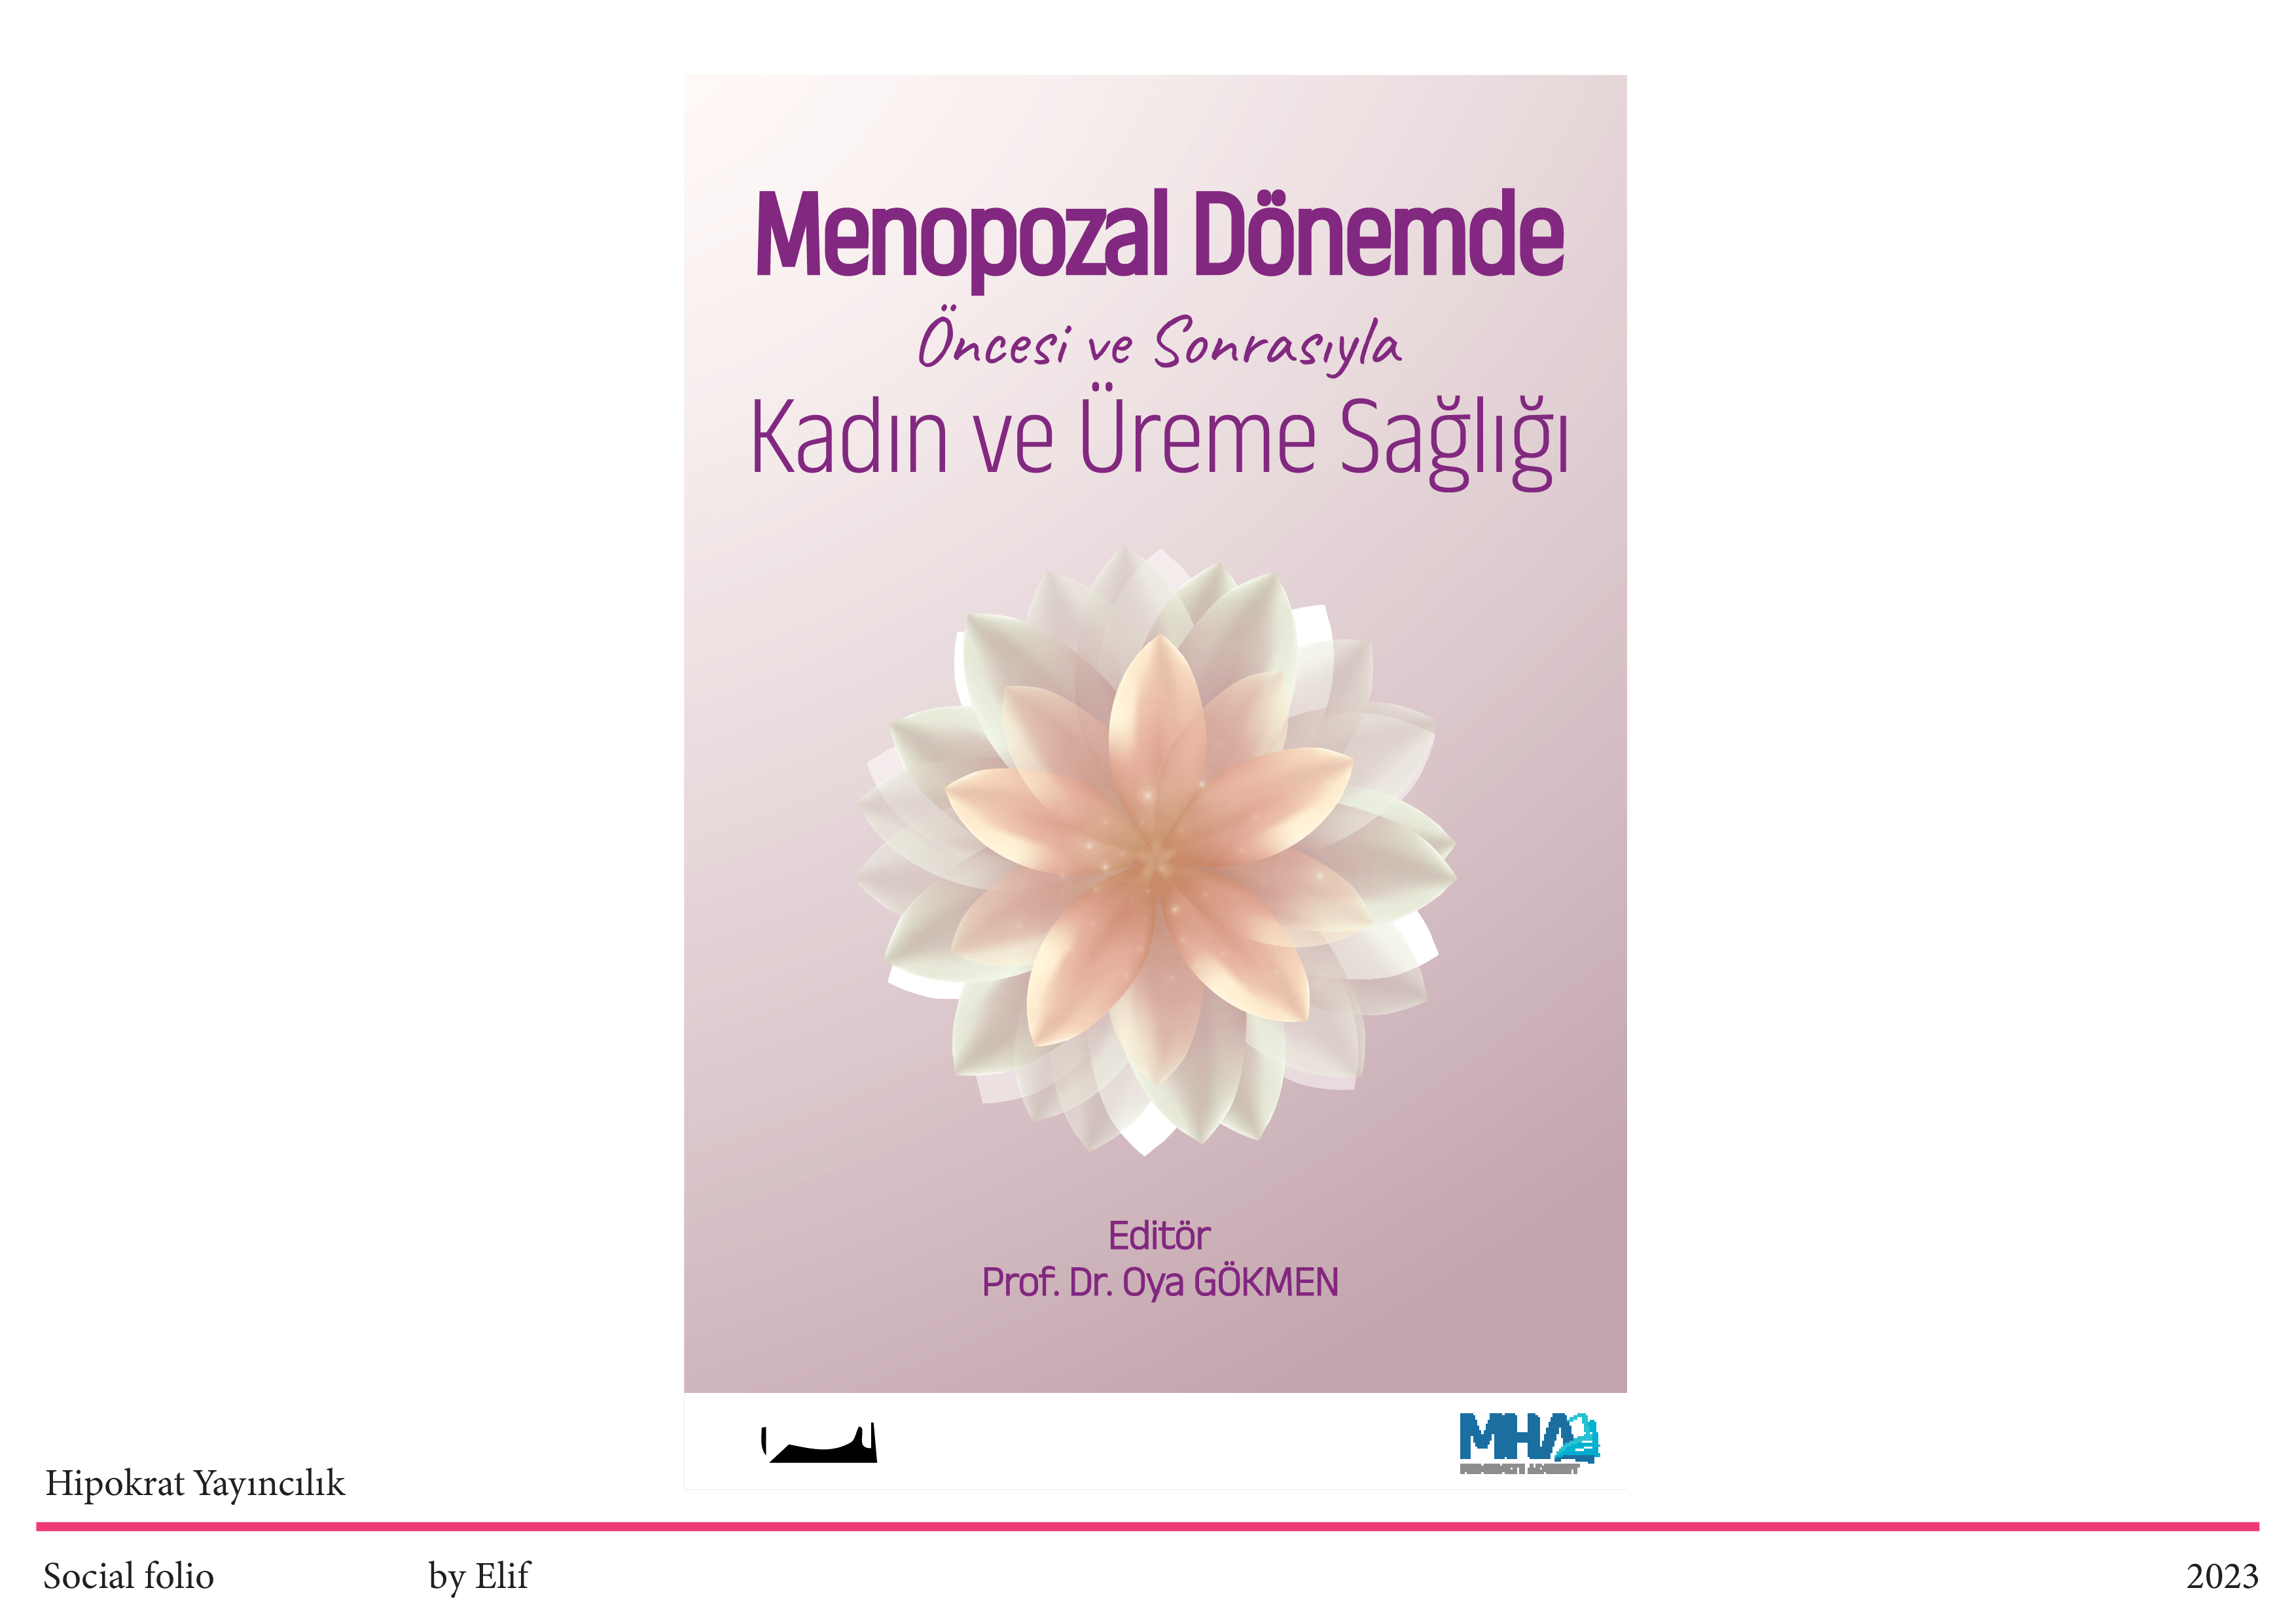 Menopozal Dönemde
Öncesi ve Sonrasıyla
Kadın ve Üreme Sağlığı
Editör
Prof. Dr. Oya GÖKMEN
MHA
Hipokrat Yayıncılık
Social folio
by Elif
2023